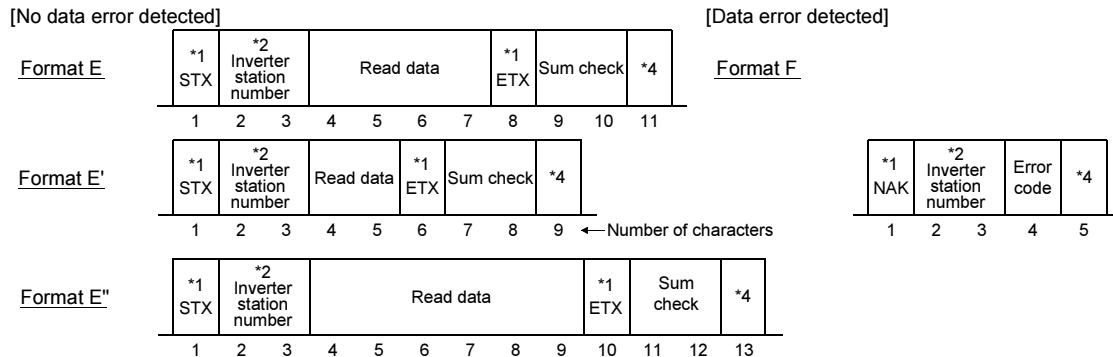 [No data error detected]
[Data error detected]
Format E
*1
STX
*2
Inverter
station
number
Read data
*1
ETX
Sum check
*4
1 2 3 4 5 6 7 8 9 10 11
Format F
Format E'
*1
STX
*2
Inverter
station
number
Read data
*1
ETX
Sum check
*4
1 2 3 4 5 6 7 8 9 ←Number of characters
*1
NAK
*2
Inverter
station
number
Error
code
*4
1 2 3 4 5
Format E"
*1
STX
*2
Inverter
station
number
Read data
*1
ETX
Sum
check
*4
1 2 3 4 5 6 7 8 9 10 11 12 13